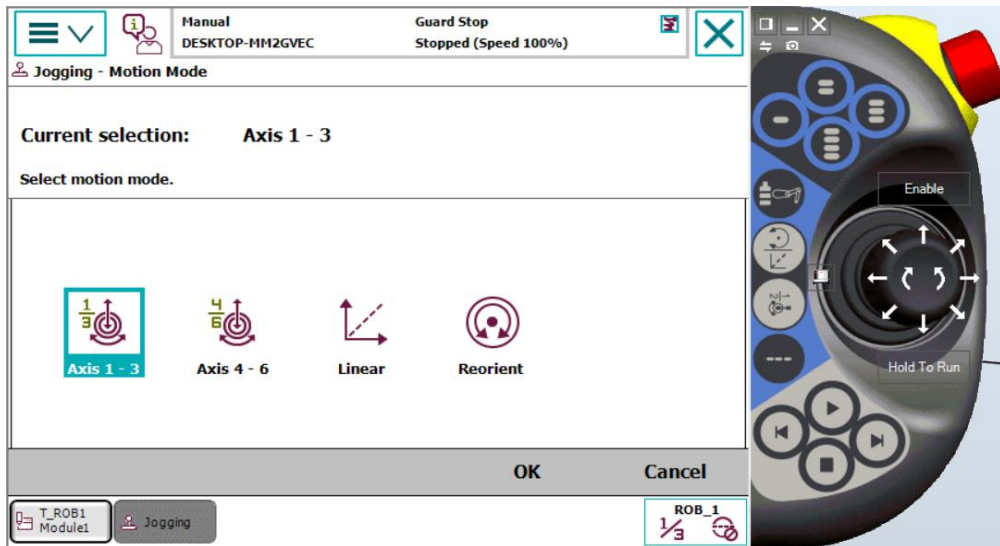 Manual
DESKTOP-MM2GVEC
Guard Stop
Stopped (Speed 100%)
Jogging - Motion Mode
Current selection: Axis 1 - 3
Select motion mode.
1
3
4
6
Axis 1 - 3
Axis 4 - 6
Linear
Reorient
OK
Cancel
T_ROB1
Module1
Jogging
ROB_1
1/3
Enable
Hold To Run